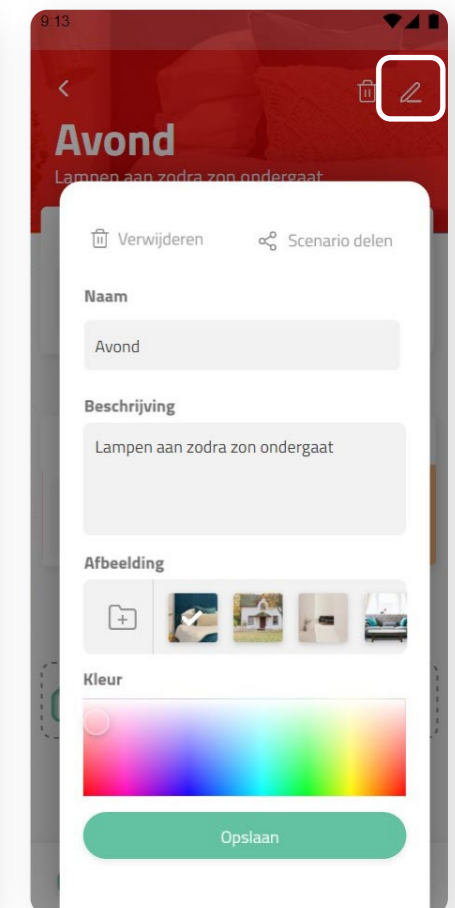 9:13
Avond
Lampen aan zodra zon ondergaat
Verwijderen
Scenario delen
Naam
Avond
Beschrijving
Lampen aan zodra zon ondergaat
Afbeelding
Kleur
Opslaan